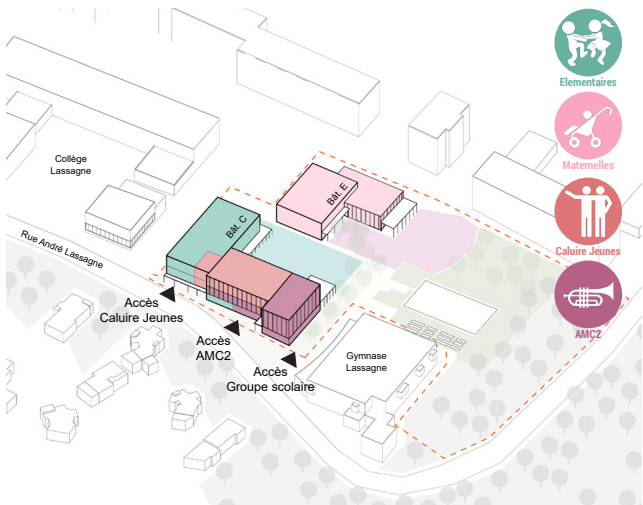 Elementaires
Maternelles
Caluire Jeunes
AMC2
Collège
Lassagne
Bât. E
Bât. C
Rue André Lassagne
Accès
Caluire Jeunes
Accès
AMC2
Accès
Groupe scolaire
Gymnase
Lassagne